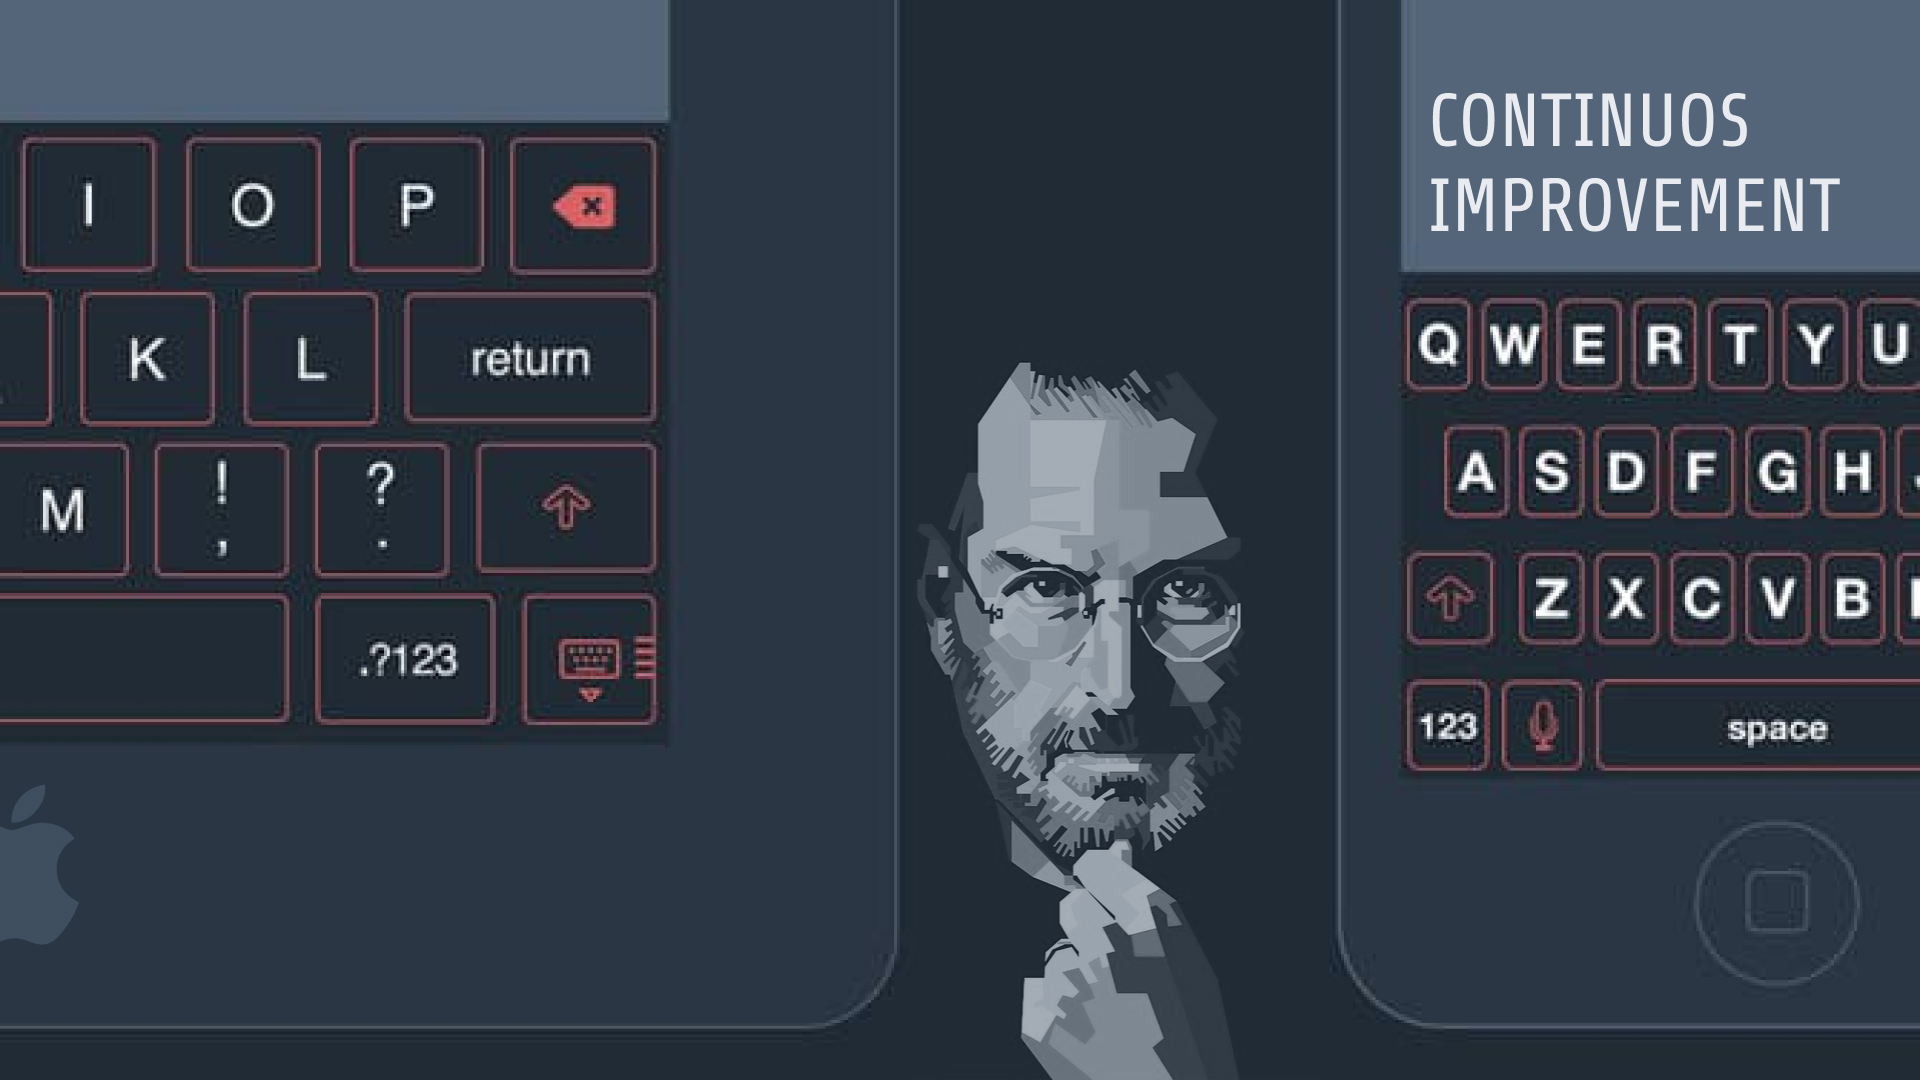 I O P
K L return
M ! ?
, .
.?123
CONTINUOS
IMPROVEMENT
Q W E R T Y U
A S D F G H
Z X C V B
123 space